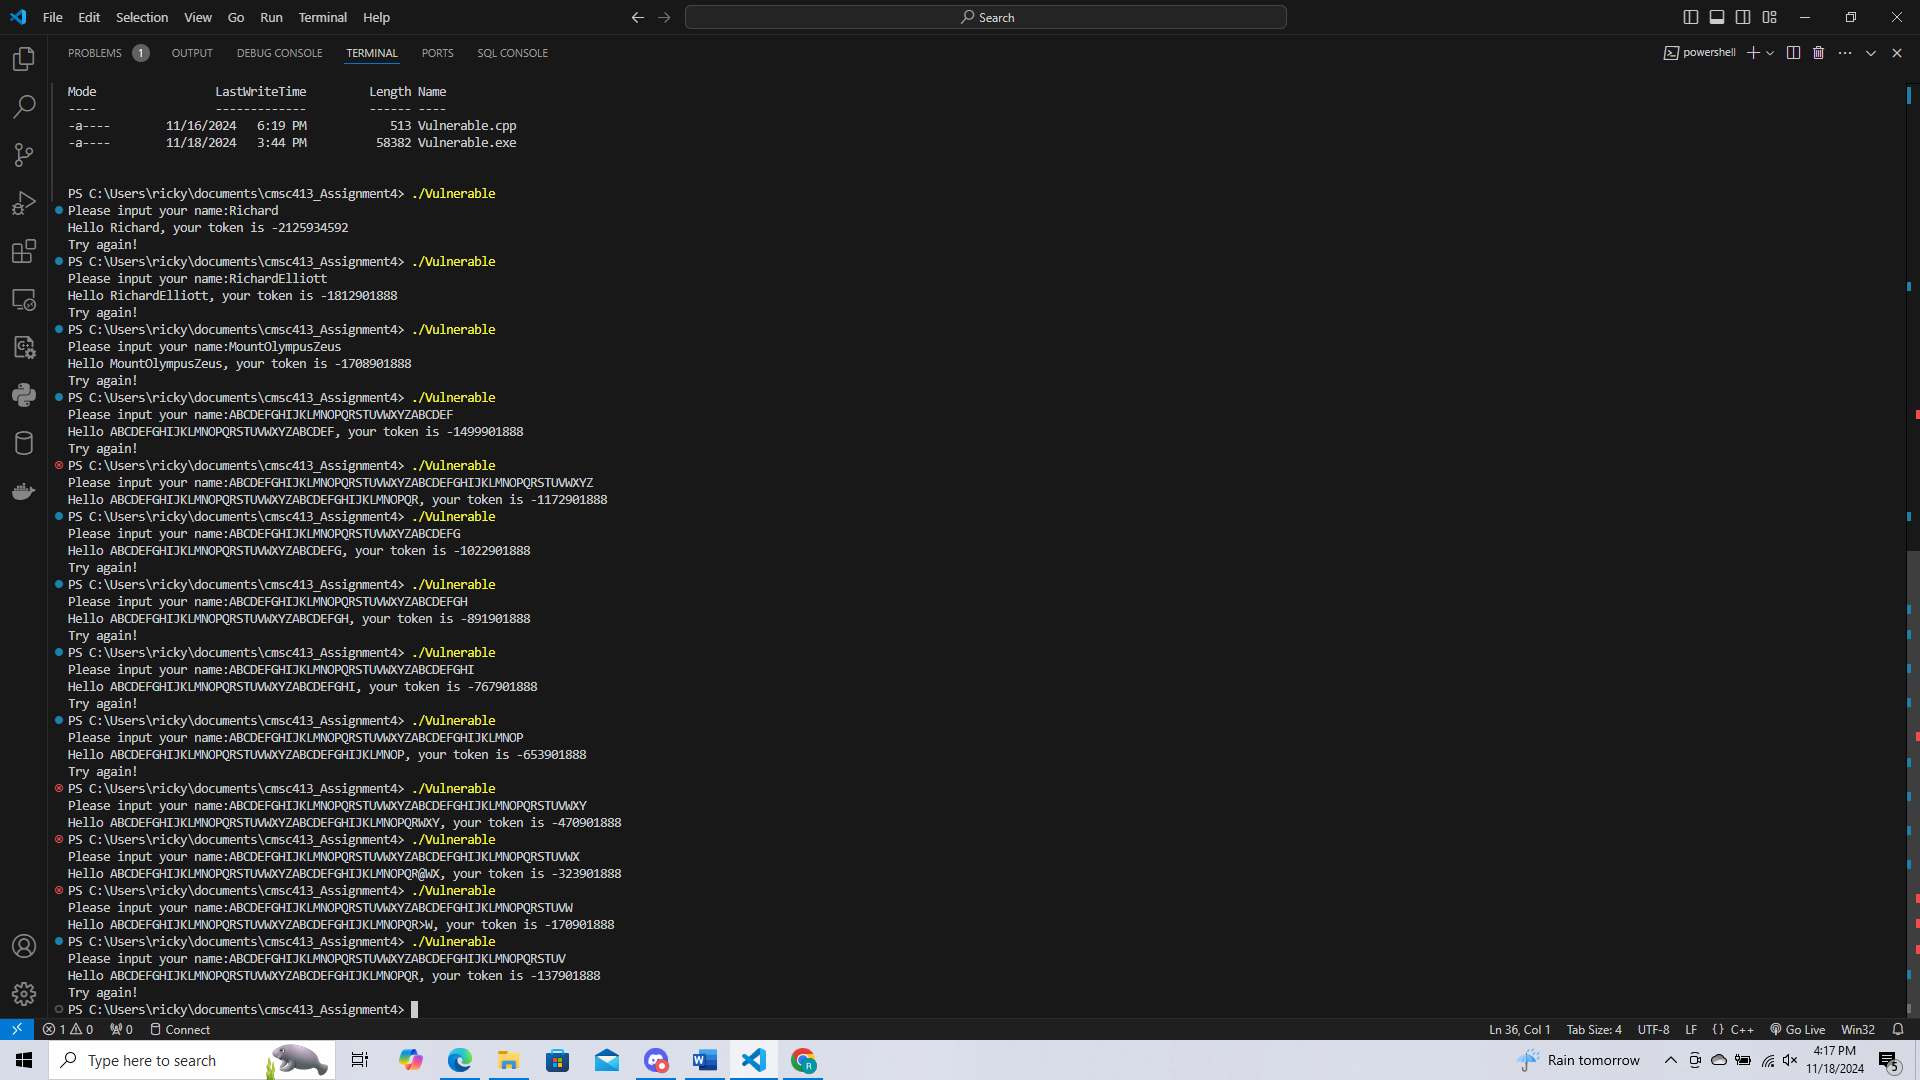 File Edit Selection View Go Run Terminal Help
Search
PROBLEMS 1 OUTPUT DEBUG CONSOLE TERMINAL PORTS SQL CONSOLE
powershell
Mode LastWriteTime Length Name
---- ------------- ------ ----
-a---- 11/16/2024 6:19 PM 513 Vulnerable.cpp
-a---- 11/18/2024 3:44 PM 58382 Vulnerable.exe
PS C:\Users\ricky\documents\cmsc413_Assignment4> ./Vulnerable
Please input your name:Richard
Hello Richard, your token is -2125934592
Try again!
PS C:\Users\ricky\documents\cmsc413_Assignment4> ./Vulnerable
Please input your name:RichardElliott
Hello RichardElliott, your token is -1812901888
Try again!
PS C:\Users\ricky\documents\cmsc413_Assignment4> ./Vulnerable
Please input your name:MountOlympusZeus
Hello MountOlympusZeus, your token is -1708901888
Try again!
PS C:\Users\ricky\documents\cmsc413_Assignment4> ./Vulnerable
Please input your name:ABCDEFGHIJKLMNOPQRSTUVWXYZABCDEF
Hello ABCDEFGHIJKLMNOPQRSTUVWXYZABCDEF, your token is -1499901888
Try again!
PS C:\Users\ricky\documents\cmsc413_Assignment4> ./Vulnerable
Please input your name:ABCDEFGHIJKLMNOPQRSTUVWXYZABCDEFGHIJKLMNOPQRSTUVWXYZ
Hello ABCDEFGHIJKLMNOPQRSTUVWXYZABCDEFGHIJKLMNOPQR, your token is -1172901888
PS C:\Users\ricky\documents\cmsc413_Assignment4> ./Vulnerable
Please input your name:ABCDEFGHIJKLMNOPQRSTUVWXYZABCDEFG
Hello ABCDEFGHIJKLMNOPQRSTUVWXYZABCDEFG, your token is -1022901888
Try again!
PS C:\Users\ricky\documents\cmsc413_Assignment4> ./Vulnerable
Please input your name:ABCDEFGHIJKLMNOPQRSTUVWXYZABCDEFGH
Hello ABCDEFGHIJKLMNOPQRSTUVWXYZABCDEFGH, your token is -891901888
Try again!
PS C:\Users\ricky\documents\cmsc413_Assignment4> ./Vulnerable
Please input your name:ABCDEFGHIJKLMNOPQRSTUVWXYZABCDEFGHI
Hello ABCDEFGHIJKLMNOPQRSTUVWXYZABCDEFGHI, your token is -767901888
Try again!
PS C:\Users\ricky\documents\cmsc413_Assignment4> ./Vulnerable
Please input your name:ABCDEFGHIJKLMNOPQRSTUVWXYZABCDEFGHIJKLMNOP
Hello ABCDEFGHIJKLMNOPQRSTUVWXYZABCDEFGHIJKLMNOP, your token is -653901888
Try again!
PS C:\Users\ricky\documents\cmsc413_Assignment4> ./Vulnerable
Please input your name:ABCDEFGHIJKLMNOPQRSTUVWXYZABCDEFGHIJKLMNOPQRSTUVWXY
Hello ABCDEFGHIJKLMNOPQRSTUVWXYZABCDEFGHIJKLMNOPQRWXY, your token is -470901888
PS C:\Users\ricky\documents\cmsc413_Assignment4> ./Vulnerable
Please input your name:ABCDEFGHIJKLMNOPQRSTUVWXYZABCDEFGHIJKLMNOPQRSTUVWX
Hello ABCDEFGHIJKLMNOPQRSTUVWXYZABCDEFGHIJKLMNOPQR@WX, your token is -323901888
PS C:\Users\ricky\documents\cmsc413_Assignment4> ./Vulnerable
Please input your name:ABCDEFGHIJKLMNOPQRSTUVWXYZABCDEFGHIJKLMNOPQRSTUVW
Hello ABCDEFGHIJKLMNOPQRSTUVWXYZABCDEFGHIJKLMNOPQR>W, your token is -170901888
PS C:\Users\ricky\documents\cmsc413_Assignment4> ./Vulnerable
Please input your name:ABCDEFGHIJKLMNOPQRSTUVWXYZABCDEFGHIJKLMNOPQRSTUV
Hello ABCDEFGHIJKLMNOPQRSTUVWXYZABCDEFGHIJKLMNOPQR, your token is -137901888
Try again!
PS C:\Users\ricky\documents\cmsc413_Assignment4>
1 0 0 Connect Ln 36, Col 1 Tab Size: 4 UTF-8 LF {} C++ Go Live Win32
Type here to search Rain tomorrow 4:17 PM
11/18/2024 5